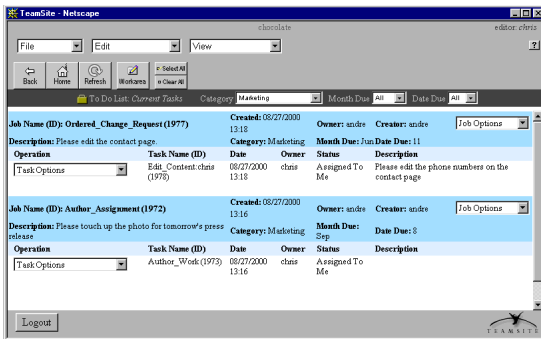 TeamSite - Netscape
chocolate
editor: chris
File Edit View ?
Back Home Refresh Workarea Select All Clear All
To Do List: Current Tasks Category Marketing Month Due All Date Due All
Job Name (ID): Ordered_Change_Request (1977) Created: 08/27/2000 13:18 Owner: andre Creator: andre Job Options
Description: Please edit the contact page. Category: Marketing Month Due: Jun Date Due: 11
Operation Task Name (ID) Date Owner Status Description
Task Options Edit_Content:chris (1978) 08/27/2000 13:18 chris Assigned To Me Please edit the phone numbers on the contact page
Job Name (ID): Author_Assignment (1972) Created: 08/27/2000 13:16 Owner: andre Creator: andre Job Options
Description: Please touch up the photo for tomorrow's press release Category: Marketing Month Due: Sep Date Due: 8
Operation Task Name (ID) Date Owner Status Description
Task Options Author_Work (1973) 08/27/2000 13:16 chris Assigned To Me
Logout
TEAMSITE